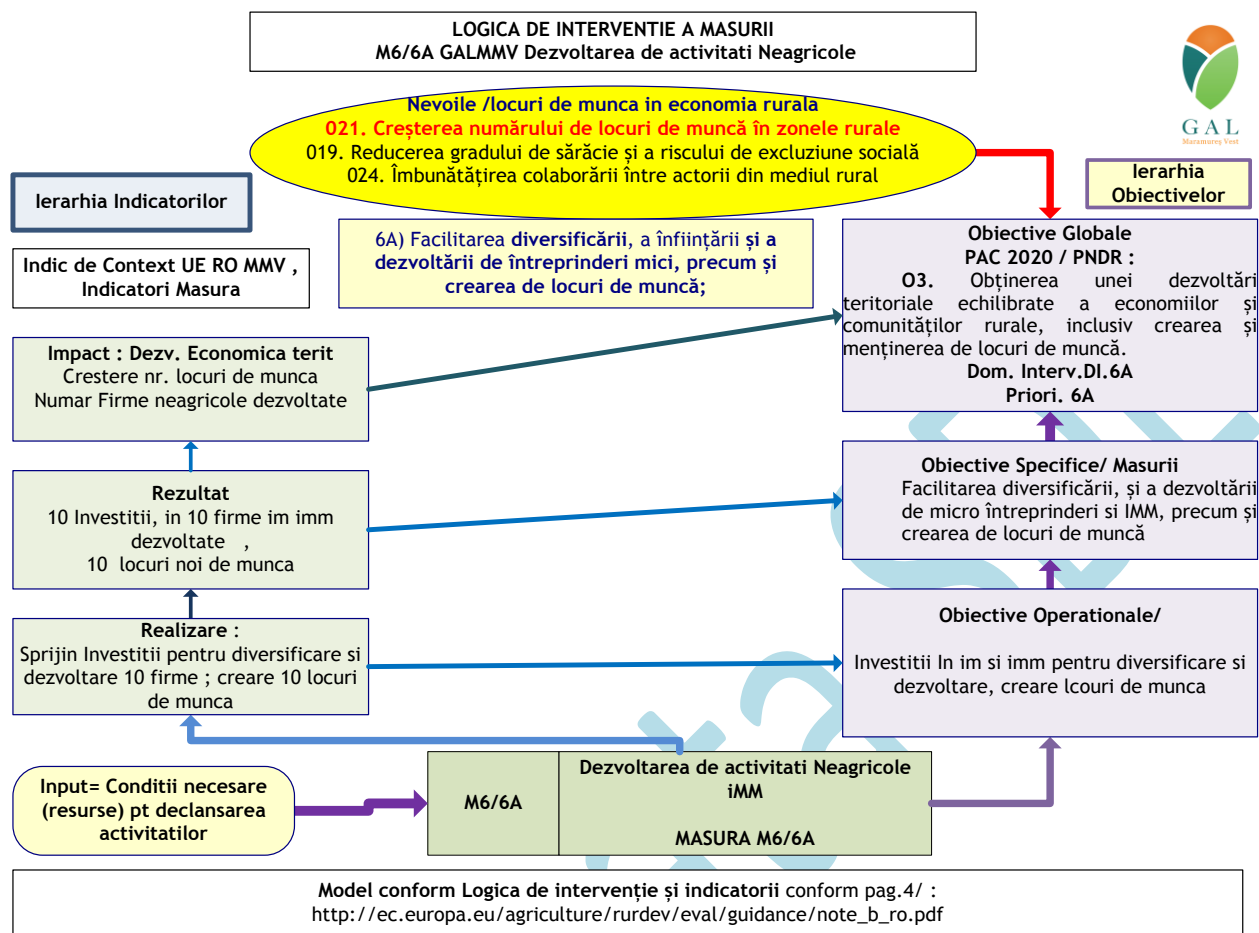 LOGICA DE INTERVENTIE A MASURII
M6/6A GALMMV Dezvoltarea de activitati Neagricole
GAL
Maramureș Vest
Nevoile /locuri de munca in economia rurala
021. Creșterea numărului de locuri de muncă în zonele rurale
019. Reducerea gradului de sărăcie și a riscului de excluziune socială
024. Îmbunătățirea colaborării între actorii din mediul rural
Ierarhia Indicatorilor
Ierarhia
Obiectivelor
Indic de Context UE RO MMV ,
Indicatori Masura
6A) Facilitarea diversificării, a înființării și a
dezvoltării de întreprinderi mici, precum și
crearea de locuri de muncă;
Obiective Globale
PAC 2020 / PNDR :
O3. Obținerea unei dezvoltări
teritoriale echilibrate a economiilor și
comunităților rurale, inclusiv crearea și
menținerea de locuri de muncă.
Dom. Interv.DI.6A
Priori. 6A
Impact : Dezv. Economica terit
Crestere nr. locuri de munca
Numar Firme neagricole dezvoltate
Rezultat
10 Investitii, in 10 firme im imm
dezvoltate ,
10 locuri noi de munca
Obiective Specifice/ Masurii
Facilitarea diversificării, și a dezvoltării
de micro întreprinderi si IMM, precum și
crearea de locuri de muncă
Realizare :
Sprijin Investitii pentru diversificare si
dezvoltare 10 firme ; creare 10 locuri
de munca
Obiective Operationale/
Investitii In im si imm pentru diversificare si
dezvoltare, creare lcouri de munca
Input= Conditii necesare
(resurse) pt declansarea
activitatilor
M6/6A
Dezvoltarea de activitati Neagricole
iMM
MASURA M6/6A
Model conform Logica de intervenție și indicatorii conform pag.4/ :
http://ec.europa.eu/agriculture/rurdev/eval/guidance/note_b_ro.pdf